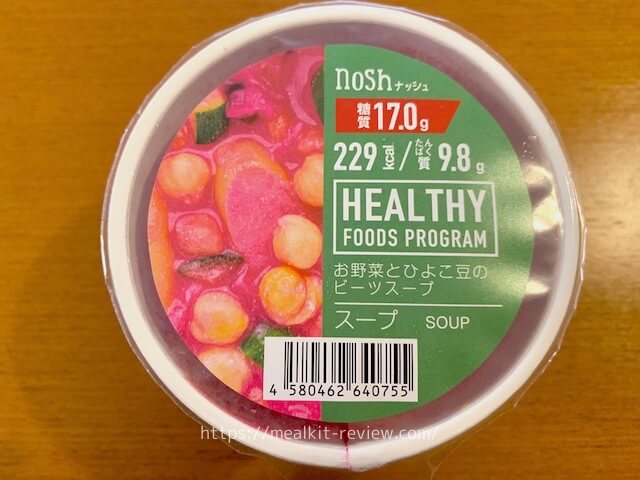 nosh ナッシュ
糖質 17.0g
229 kcal / たんぱく質 9.8g
HEALTHY
FOODS PROGRAM
お野菜とひよこ豆の
ビーツスープ
スープ SOUP
4 580462 640755
https://mealkit-review.com/